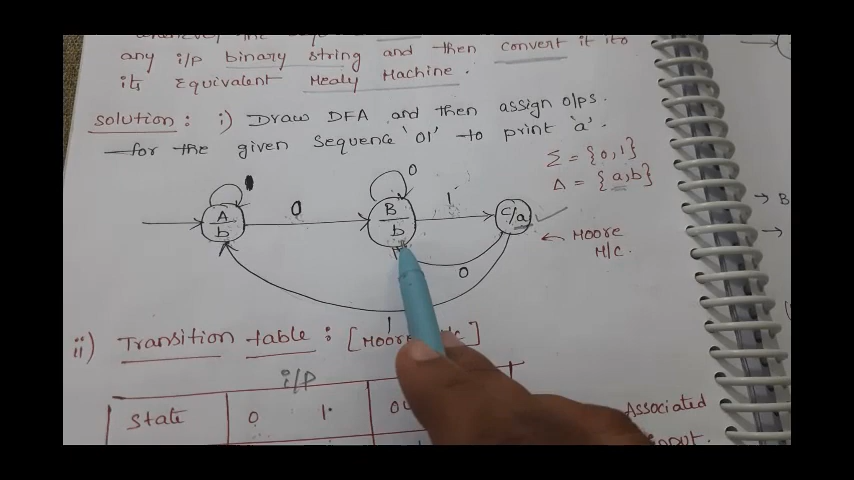 any i/p binary string and then convert it ito
its Equivalent Mealy Machine.
solution: i) Draw DFA and then assign o/ps.
for the given sequence '01' to print 'a'.
Σ = {0,1}
Δ = {a,b}
0
A
b
0
B
b
1
C/a
← Moore
M/c.
0
1
→ B
ii) Transition table: [Moore M/c]
i/p
State
0
1
Associated